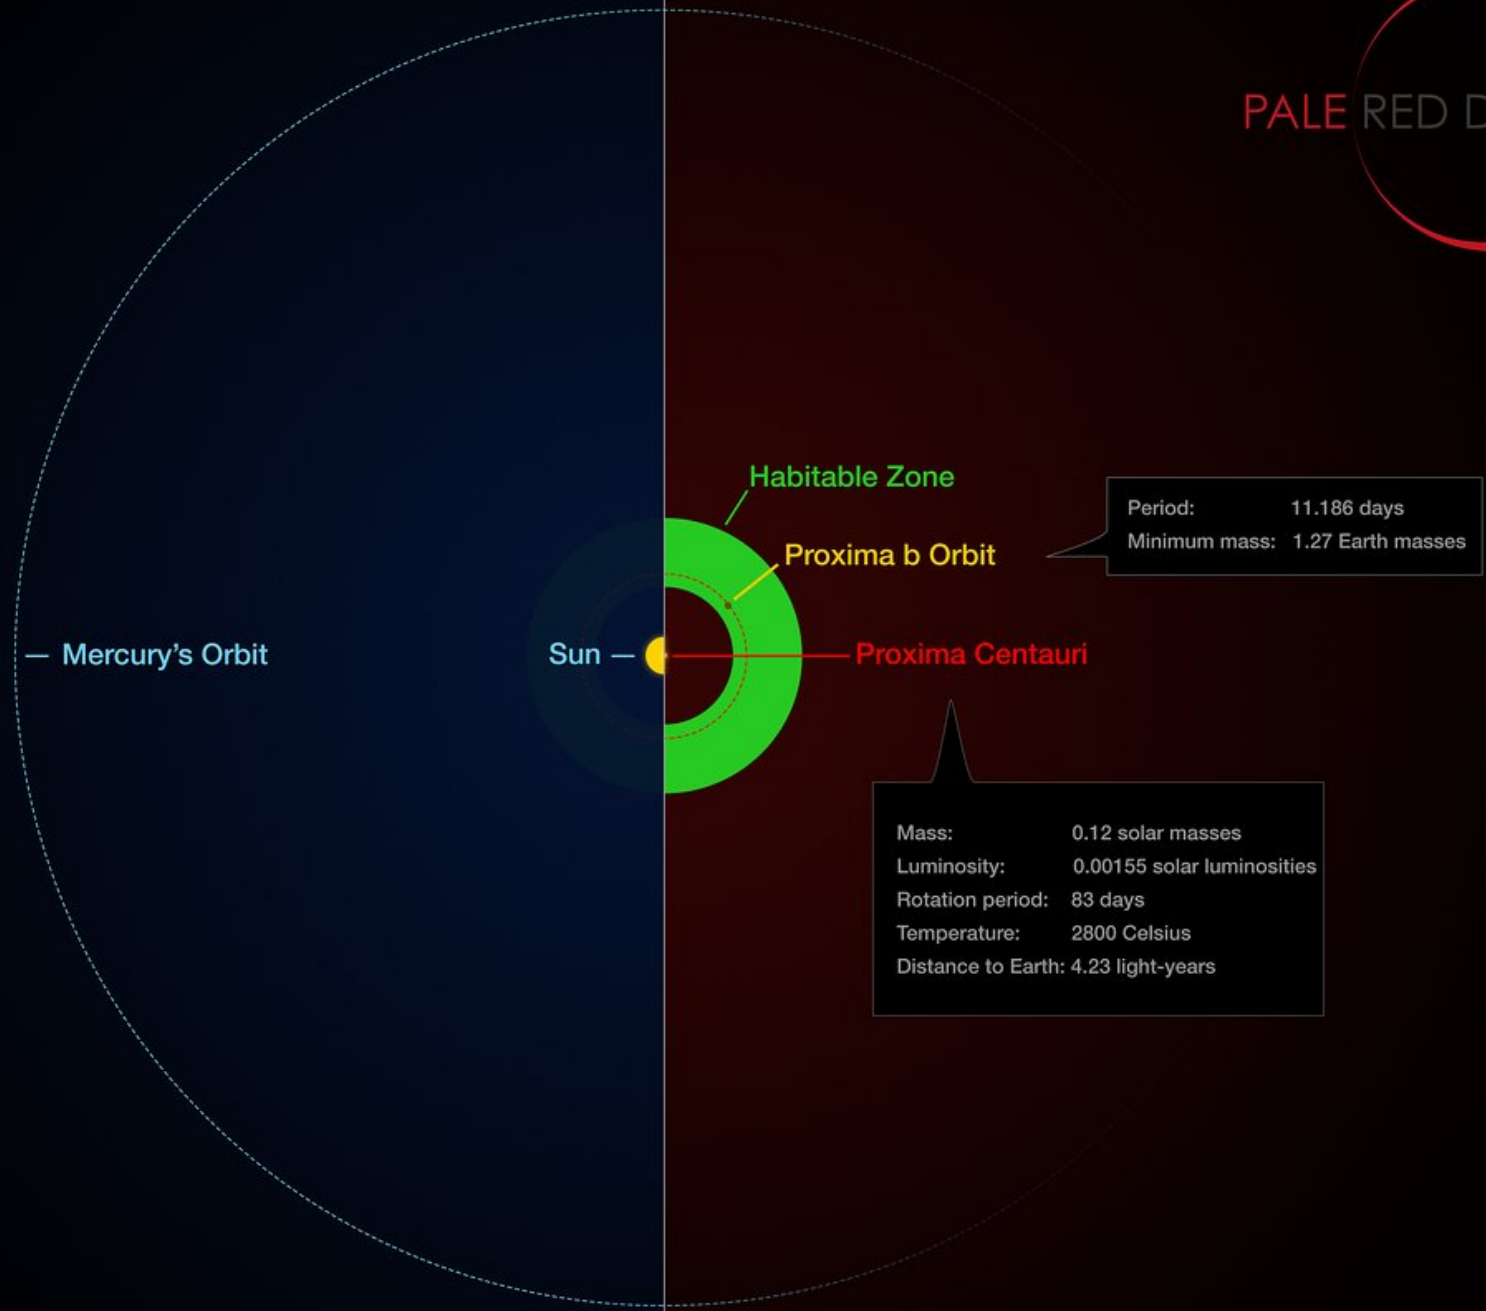 PALE RED D
Habitable Zone
Proxima b Orbit
Period: 11.186 days
Minimum mass: 1.27 Earth masses
Mercury's Orbit
Sun
Proxima Centauri
Mass: 0.12 solar masses
Luminosity: 0.00155 solar luminosities
Rotation period: 83 days
Temperature: 2800 Celsius
Distance to Earth: 4.23 light-years